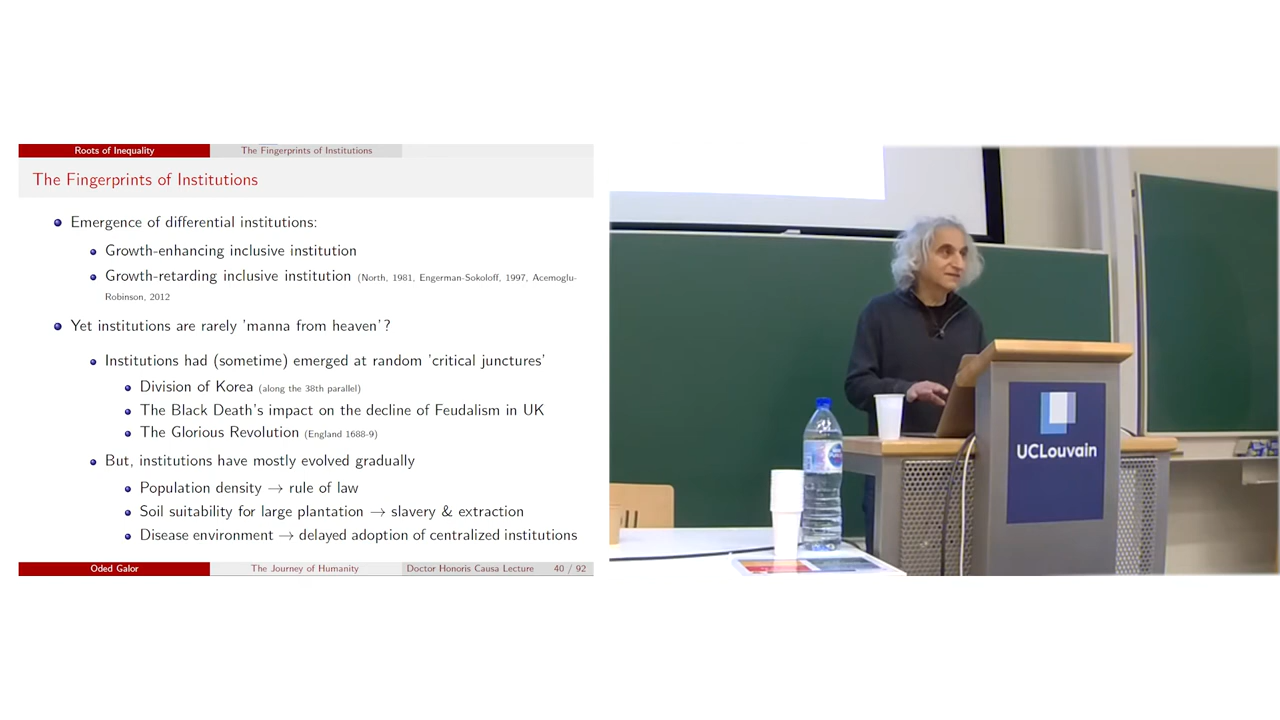 Roots of Inequality
The Fingerprints of Institutions
The Fingerprints of Institutions
Emergence of differential institutions:
Growth-enhancing inclusive institution
Growth-retarding inclusive institution (North, 1981, Engerman-Sokoloff, 1997, Acemoglu-
Robinson, 2012
Yet institutions are rarely 'manna from heaven'?
Institutions had (sometime) emerged at random 'critical junctures'
Division of Korea (along the 38th parallel)
The Black Death's impact on the decline of Feudalism in UK
The Glorious Revolution (England 1688-9)
But, institutions have mostly evolved gradually
Population density → rule of law
Soil suitability for large plantation → slavery & extraction
Disease environment → delayed adoption of centralized institutions
Oded Galor
The Journey of Humanity
Doctor Honoris Causa Lecture 40 / 92
UCLouvain